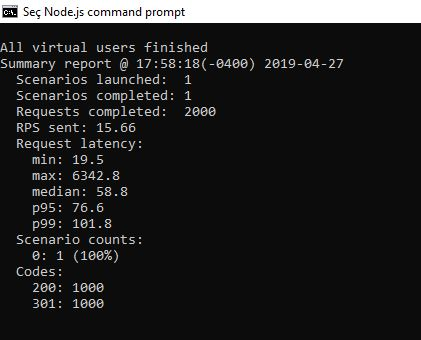 Seç Node.js command prompt
All virtual users finished
Summary report @ 17:58:18(-0400) 2019-04-27
Scenarios launched: 1
Scenarios completed: 1
Requests completed: 2000
RPS sent: 15.66
Request latency:
min: 19.5
max: 6342.8
median: 58.8
p95: 76.6
p99: 101.8
Scenario counts:
0: 1 (100%)
Codes:
200: 1000
301: 1000